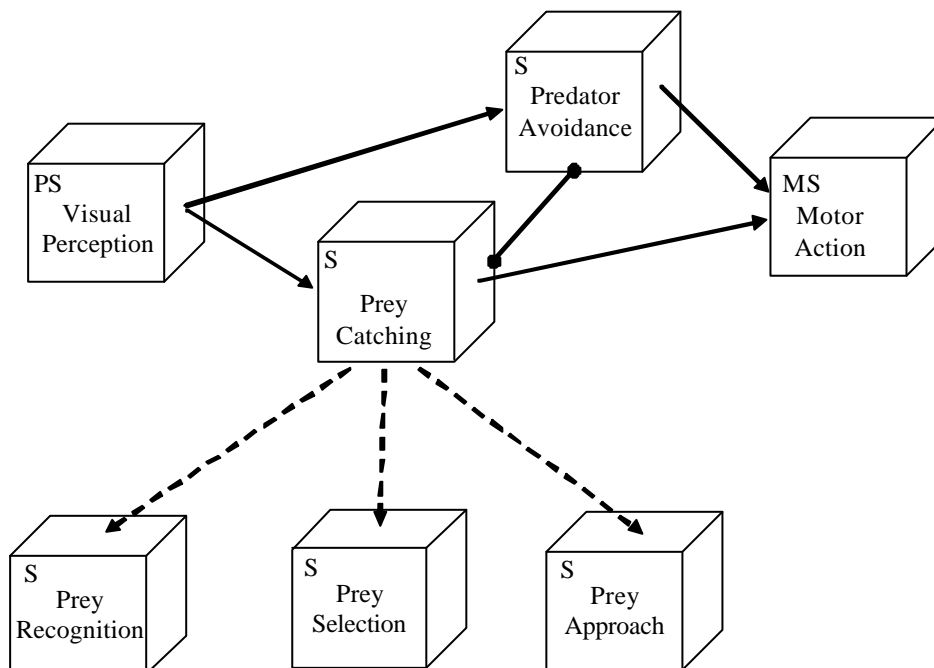 S
Predator
Avoidance
PS
Visual
Perception
MS
Motor
Action
S
Prey
Catching
S
Prey
Recognition
S
Prey
Selection
S
Prey
Approach